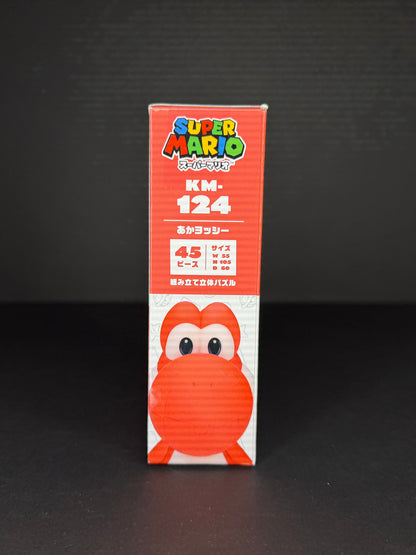 SUPER
MARIO
スーパーマリオ
KM-
124
あかヨッシー
45
ピース
サイズ
W 55
H 105
D 60
組み立て立体パズル